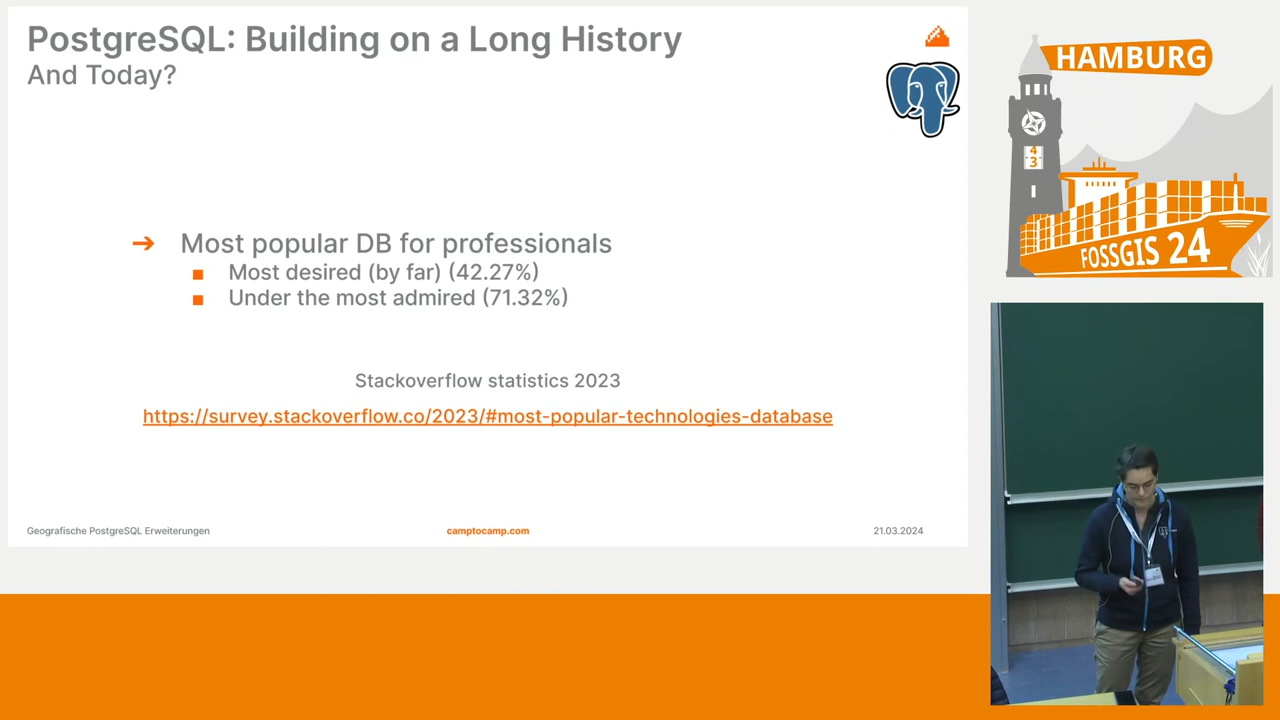 PostgreSQL: Building on a Long History
And Today?
➔ Most popular DB for professionals
■ Most desired (by far) (42.27%)
■ Under the most admired (71.32%)
Stackoverflow statistics 2023
https://survey.stackoverflow.co/2023/#most-popular-technologies-database
Geografische PostgreSQL Erweiterungen
camptocamp.com
21.03.2024
HAMBURG
4
3
FOSSGIS 24